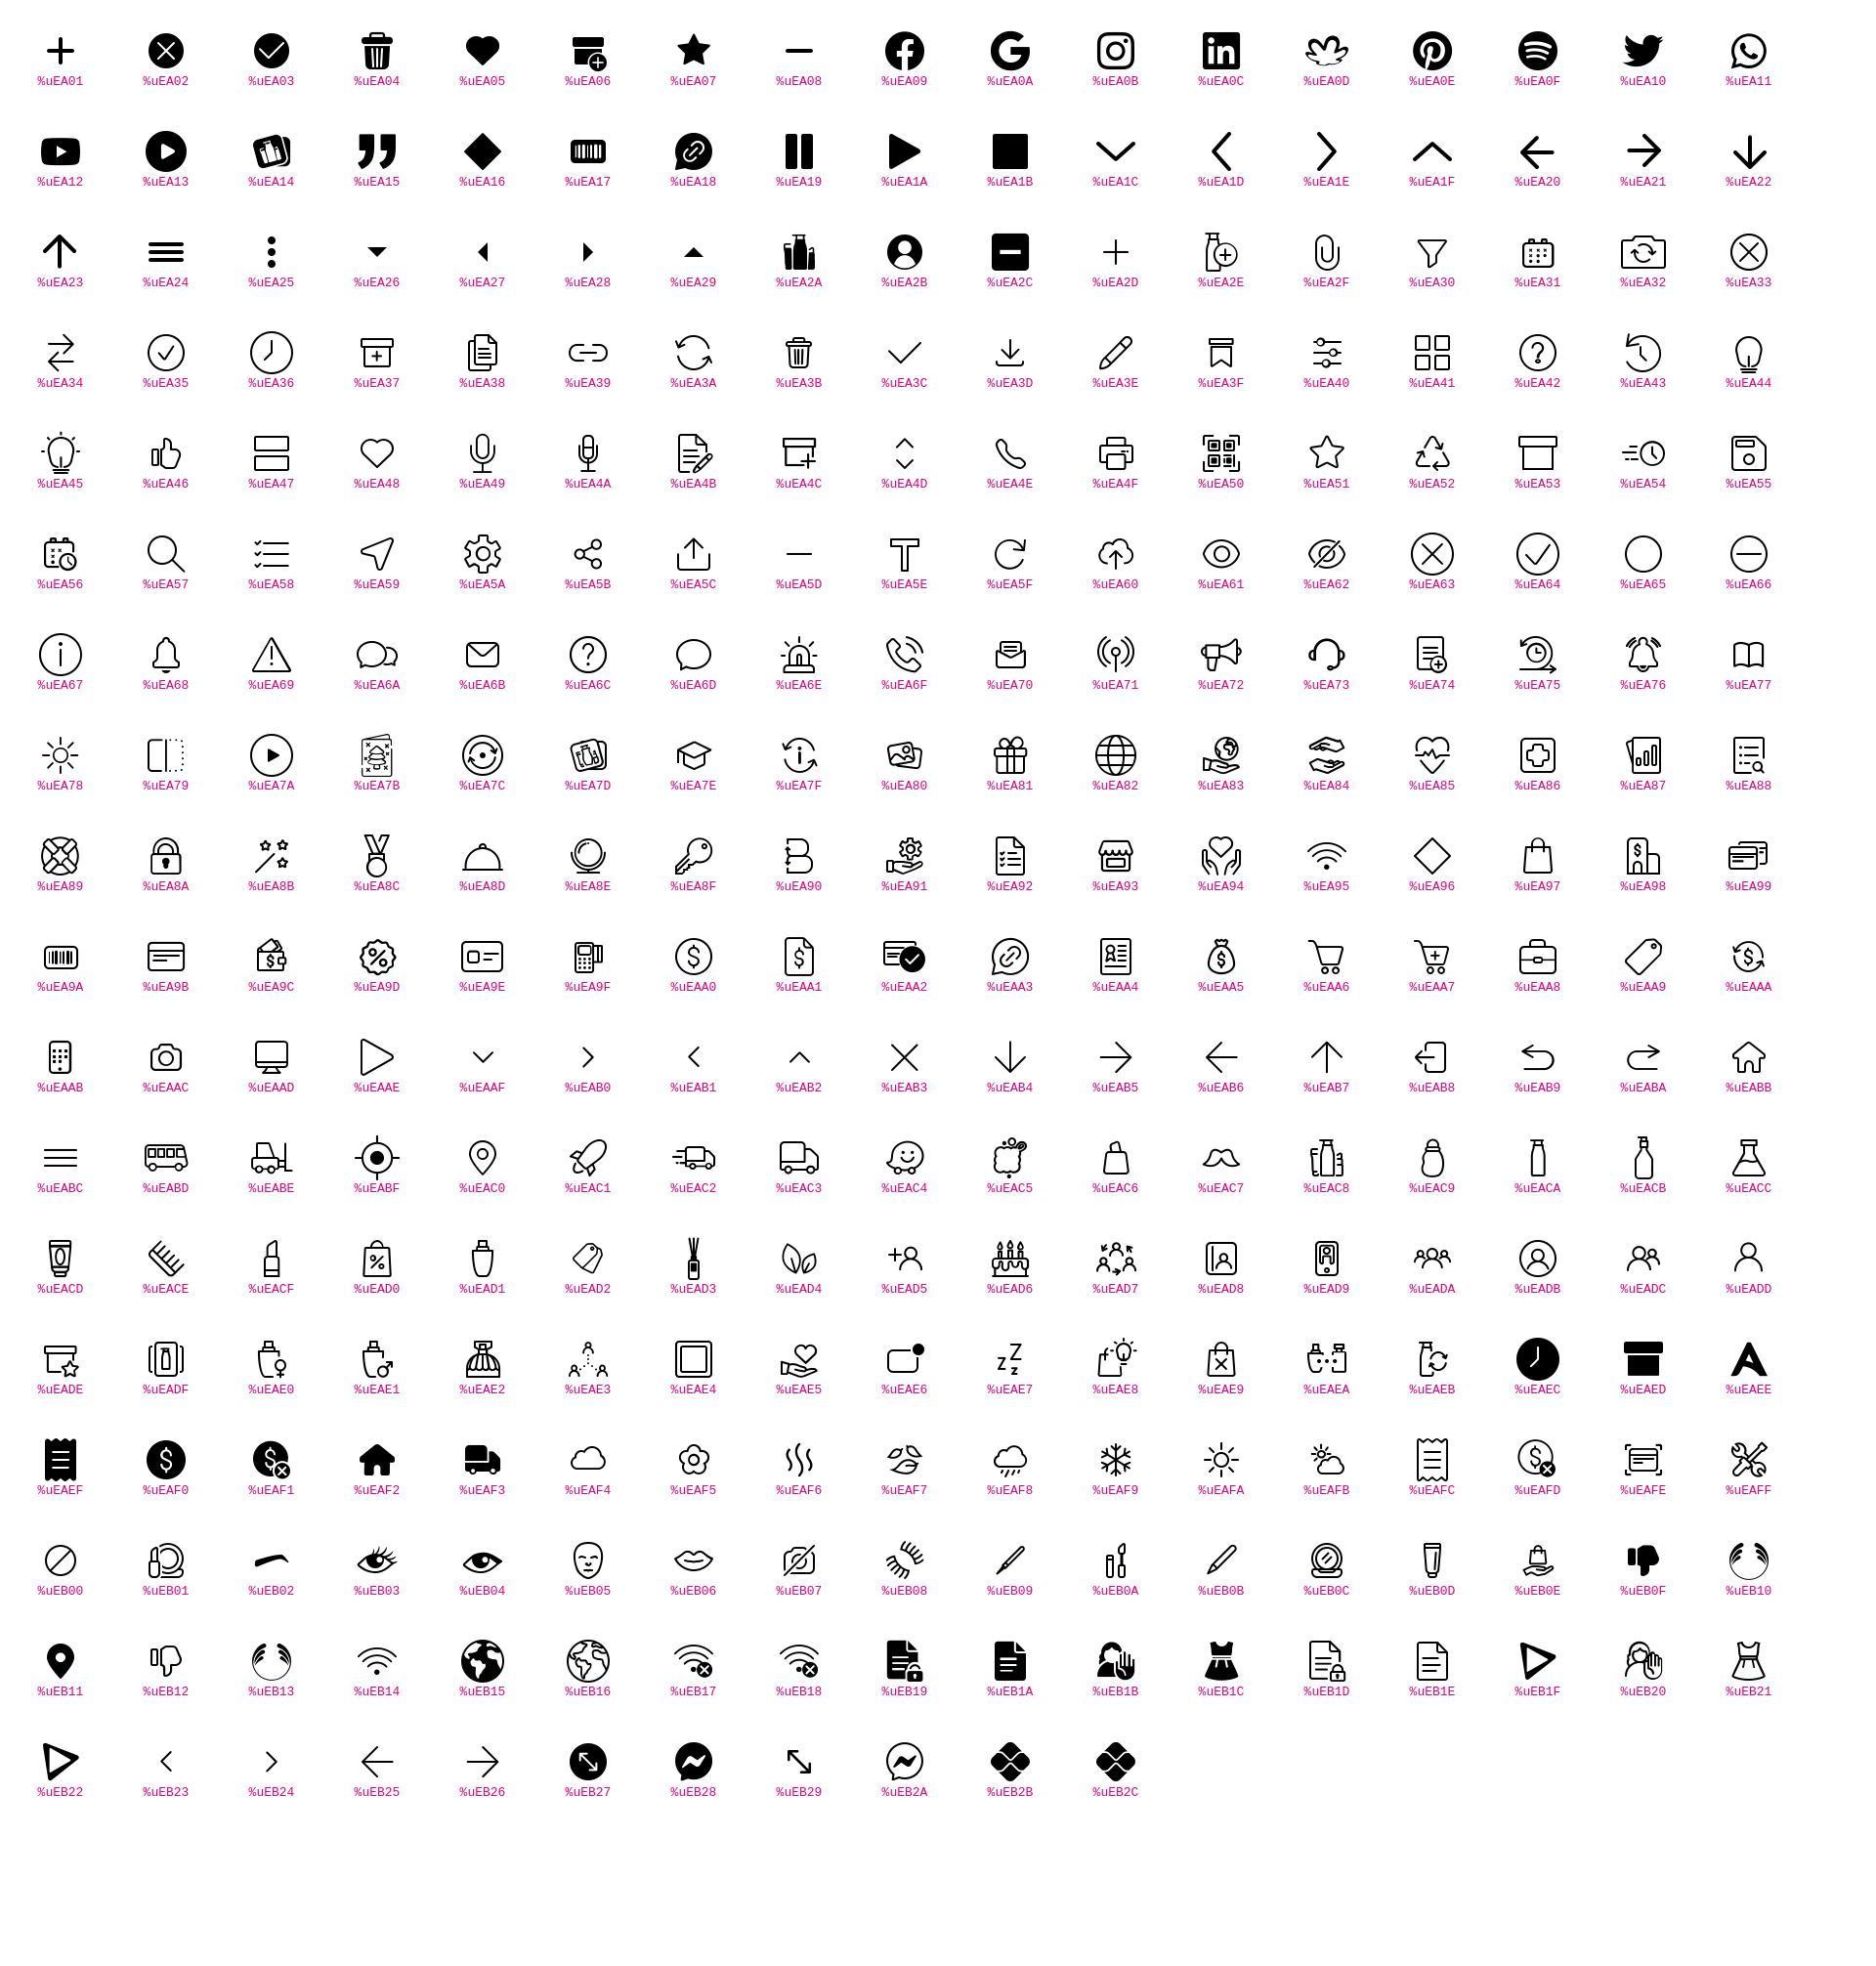 %uEA01 %uEA02 %uEA03 %uEA04 %uEA05 %uEA06 %uEA07 %uEA08 %uEA09 %uEA0A %uEA0B %uEA0C %uEA0D %uEA0E %uEA0F %uEA10 %uEA11
%uEA12 %uEA13 %uEA14 %uEA15 %uEA16 %uEA17 %uEA18 %uEA19 %uEA1A %uEA1B %uEA1C %uEA1D %uEA1E %uEA1F %uEA20 %uEA21 %uEA22
%uEA23 %uEA24 %uEA25 %uEA26 %uEA27 %uEA28 %uEA29 %uEA2A %uEA2B %uEA2C %uEA2D %uEA2E %uEA2F %uEA30 %uEA31 %uEA32 %uEA33
%uEA34 %uEA35 %uEA36 %uEA37 %uEA38 %uEA39 %uEA3A %uEA3B %uEA3C %uEA3D %uEA3E %uEA3F %uEA40 %uEA41 %uEA42 %uEA43 %uEA44
%uEA45 %uEA46 %uEA47 %uEA48 %uEA49 %uEA4A %uEA4B %uEA4C %uEA4D %uEA4E %uEA4F %uEA50 %uEA51 %uEA52 %uEA53 %uEA54 %uEA55
%uEA56 %uEA57 %uEA58 %uEA59 %uEA5A %uEA5B %uEA5C %uEA5D %uEA5E %uEA5F %uEA60 %uEA61 %uEA62 %uEA63 %uEA64 %uEA65 %uEA66
%uEA67 %uEA68 %uEA69 %uEA6A %uEA6B %uEA6C %uEA6D %uEA6E %uEA6F %uEA70 %uEA71 %uEA72 %uEA73 %uEA74 %uEA75 %uEA76 %uEA77
%uEA78 %uEA79 %uEA7A %uEA7B %uEA7C %uEA7D %uEA7E %uEA7F %uEA80 %uEA81 %uEA82 %uEA83 %uEA84 %uEA85 %uEA86 %uEA87 %uEA88
%uEA89 %uEA8A %uEA8B %uEA8C %uEA8D %uEA8E %uEA8F %uEA90 %uEA91 %uEA92 %uEA93 %uEA94 %uEA95 %uEA96 %uEA97 %uEA98 %uEA99
%uEA9A %uEA9B %uEA9C %uEA9D %uEA9E %uEA9F %uEAA0 %uEAA1 %uEAA2 %uEAA3 %uEAA4 %uEAA5 %uEAA6 %uEAA7 %uEAA8 %uEAA9 %uEAAA
%uEAAB %uEAAC %uEAAD %uEAAE %uEAAF %uEAB0 %uEAB1 %uEAB2 %uEAB3 %uEAB4 %uEAB5 %uEAB6 %uEAB7 %uEAB8 %uEAB9 %uEABA %uEABB
%uEABC %uEABD %uEABE %uEABF %uEAC0 %uEAC1 %uEAC2 %uEAC3 %uEAC4 %uEAC5 %uEAC6 %uEAC7 %uEAC8 %uEAC9 %uEACA %uEACB %uEACC
%uEACD %uEACE %uEACF %uEAD0 %uEAD1 %uEAD2 %uEAD3 %uEAD4 %uEAD5 %uEAD6 %uEAD7 %uEAD8 %uEAD9 %uEADA %uEADB %uEADC %uEADD
%uEADE %uEADF %uEAE0 %uEAE1 %uEAE2 %uEAE3 %uEAE4 %uEAE5 %uEAE6 %uEAE7 %uEAE8 %uEAE9 %uEAEA %uEAEB %uEAEC %uEAED %uEAEE
%uEAEF %uEAF0 %uEAF1 %uEAF2 %uEAF3 %uEAF4 %uEAF5 %uEAF6 %uEAF7 %uEAF8 %uEAF9 %uEAFA %uEAFB %uEAFC %uEAFD %uEAFE %uEAFF
%uEB00 %uEB01 %uEB02 %uEB03 %uEB04 %uEB05 %uEB06 %uEB07 %uEB08 %uEB09 %uEB0A %uEB0B %uEB0C %uEB0D %uEB0E %uEB0F %uEB10
%uEB11 %uEB12 %uEB13 %uEB14 %uEB15 %uEB16 %uEB17 %uEB18 %uEB19 %uEB1A %uEB1B %uEB1C %uEB1D %uEB1E %uEB1F %uEB20 %uEB21
%uEB22 %uEB23 %uEB24 %uEB25 %uEB26 %uEB27 %uEB28 %uEB29 %uEB2A %uEB2B %uEB2C